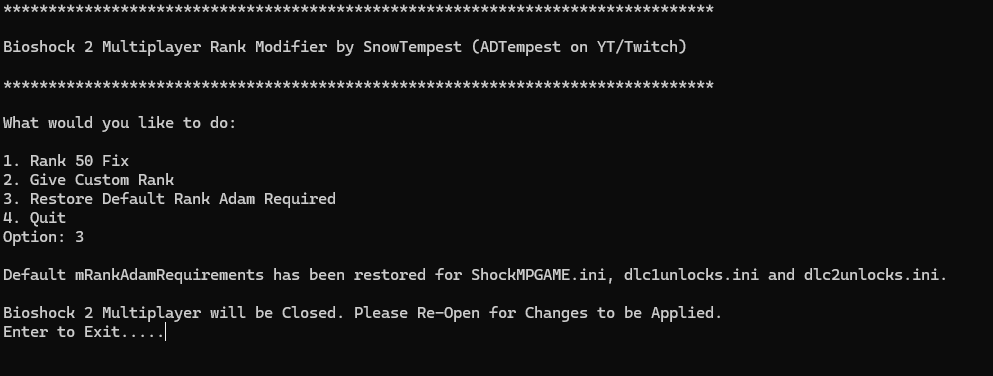 *******************************************************************************
Bioshock 2 Multiplayer Rank Modifier by SnowTempest (ADTempest on YT/Twitch)
*******************************************************************************
What would you like to do:
1. Rank 50 Fix
2. Give Custom Rank
3. Restore Default Rank Adam Required
4. Quit
Option: 3
Default mRankAdamRequirements has been restored for ShockMPGAME.ini, dlc1unlocks.ini and dlc2unlocks.ini.
Bioshock 2 Multiplayer will be Closed. Please Re-Open for Changes to be Applied.
Enter to Exit.....